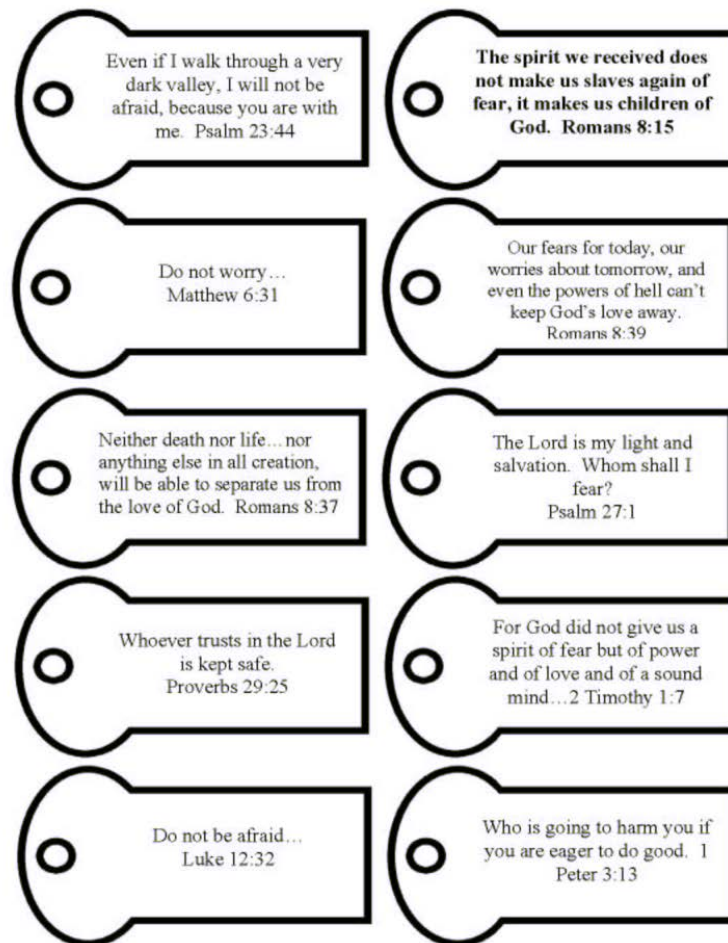 Even if I walk through a very
dark valley, I will not be
afraid, because you are with
me.  Psalm 23:44
The spirit we received does
not make us slaves again of
fear, it makes us children of
God.  Romans 8:15
Do not worry…
Matthew 6:31
Our fears for today, our
worries about tomorrow, and
even the powers of hell can't
keep God's love away.
Romans 8:39
Neither death nor life…nor
anything else in all creation,
will be able to separate us from
the love of God.  Romans 8:37
The Lord is my light and
salvation.  Whom shall I
fear?
Psalm 27:1
Whoever trusts in the Lord
is kept safe.
Proverbs 29:25
For God did not give us a
spirit of fear but of power
and of love and of a sound
mind…2 Timothy 1:7
Do not be afraid…
Luke 12:32
Who is going to harm you if
you are eager to do good.  1
Peter 3:13